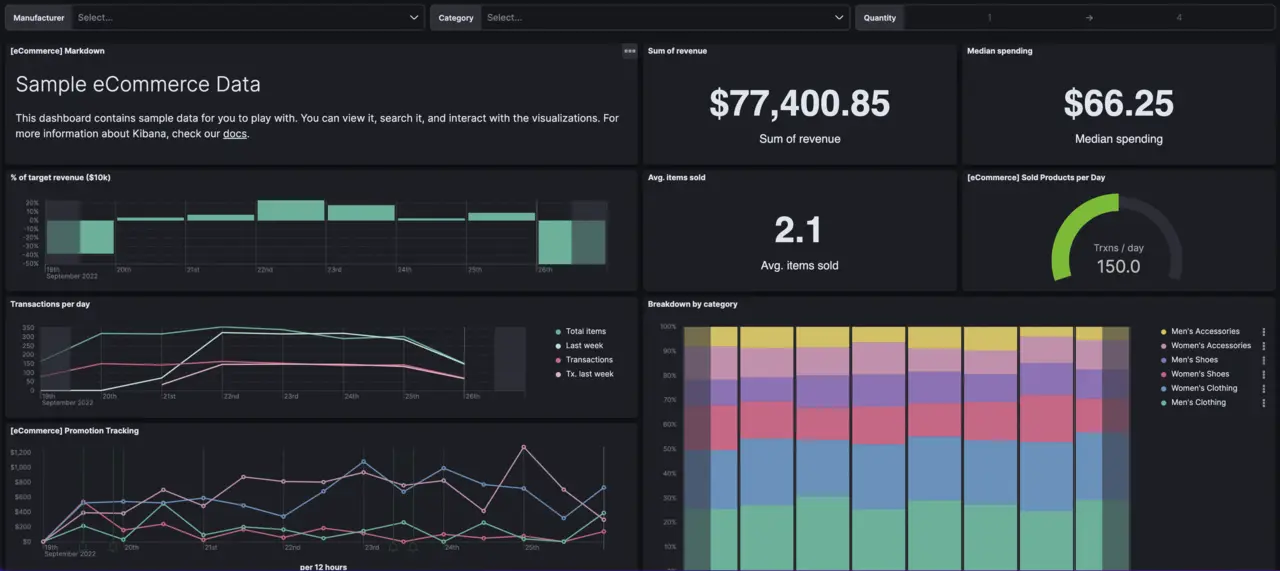 Manufacturer Select... Category Select... Quantity 1 → 4
[eCommerce] Markdown
Sample eCommerce Data
This dashboard contains sample data for you to play with. You can view it, search it, and interact with the visualizations. For
more information about Kibana, check our docs.
Sum of revenue
$77,400.85
Sum of revenue
Median spending
$66.25
Median spending
% of target revenue ($10k)
20%
10%
0%
-10%
-20%
-30%
-40%
-50%
19th 20th 21st 22nd 23rd 24th 25th 26th
September 2022
Avg. items sold
2.1
Avg. items sold
[eCommerce] Sold Products per Day
Trxns / day
150.0
Transactions per day
350
300
250
200
150
100
50
0
19th 20th 21st 22nd 23rd 24th 25th 26th
September 2022
Total items
Last week
Transactions
Tx. last week
[eCommerce] Promotion Tracking
$1,200
$1,000
$800
$600
$400
$200
$0
19th 20th 21st 22nd 23rd 24th 25th
September 2022
per 12 hours
Breakdown by category
100%
90%
80%
70%
60%
50%
40%
30%
20%
10%
0%
Men's Accessories
Women's Accessories
Men's Shoes
Women's Shoes
Women's Clothing
Men's Clothing